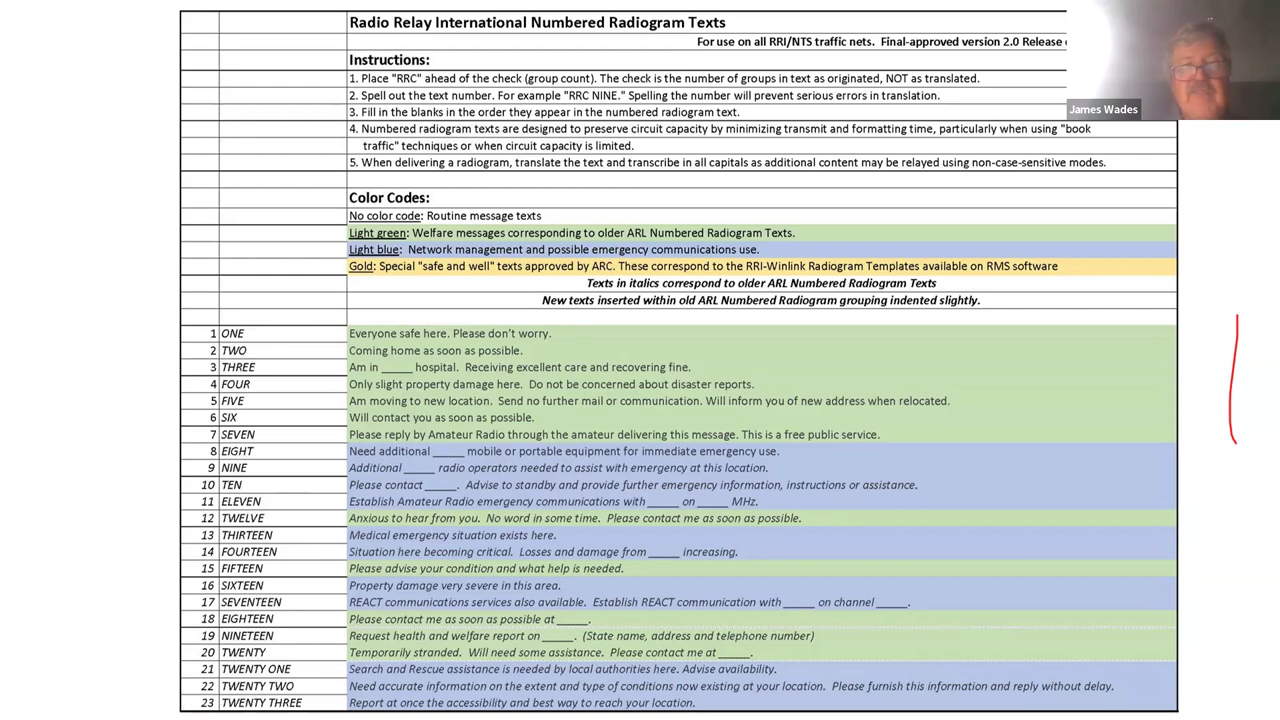 Radio Relay International Numbered Radiogram Texts
For use on all RRI/NTS traffic nets. Final-approved version 2.0 Release
Instructions:
1. Place "RRC" ahead of the check (group count). The check is the number of groups in text as originated, NOT as translated.
2. Spell out the text number. For example "RRC NINE." Spelling the number will prevent serious errors in translation.
James Wades
3. Fill in the blanks in the order they appear in the numbered radiogram text.
4. Numbered radiogram texts are designed to preserve circuit capacity by minimizing transmit and formatting time, particularly when using "book
traffic" techniques or when circuit capacity is limited.
5. When delivering a radiogram, translate the text and transcribe in all capitals as additional content may be relayed using non-case-sensitive modes.
Color Codes:
No color code: Routine message texts
Light green: Welfare messages corresponding to older ARL Numbered Radiogram Texts.
Light blue: Network management and possible emergency communications use.
Gold: Special "safe and well" texts approved by ARC. These correspond to the RRI-Winlink Radiogram Templates available on RMS software
Texts in italics correspond to older ARL Numbered Radiogram Texts
New texts inserted within old ARL Numbered Radiogram grouping indented slightly.
1 ONE Everyone safe here. Please don't worry.
2 TWO Coming home as soon as possible.
3 THREE Am in _____ hospital. Receiving excellent care and recovering fine.
4 FOUR Only slight property damage here. Do not be concerned about disaster reports.
5 FIVE Am moving to new location. Send no further mail or communication. Will inform you of new address when relocated.
6 SIX Will contact you as soon as possible.
7 SEVEN Please reply by Amateur Radio through the amateur delivering this message. This is a free public service.
8 EIGHT Need additional _____ mobile or portable equipment for immediate emergency use.
9 NINE Additional _____ radio operators needed to assist with emergency at this location.
10 TEN Please contact _____. Advise to standby and provide further emergency information, instructions or assistance.
11 ELEVEN Establish Amateur Radio emergency communications with _____ on _____ MHz.
12 TWELVE Anxious to hear from you. No word in some time. Please contact me as soon as possible.
13 THIRTEEN Medical emergency situation exists here.
14 FOURTEEN Situation here becoming critical. Losses and damage from _____ increasing.
15 FIFTEEN Please advise your condition and what help is needed.
16 SIXTEEN Property damage very severe in this area.
17 SEVENTEEN REACT communications services also available. Establish REACT communication with _____ on channel _____.
18 EIGHTEEN Please contact me as soon as possible at _____.
19 NINETEEN Request health and welfare report on _____. (State name, address and telephone number)
20 TWENTY Temporarily stranded. Will need some assistance. Please contact me at _____.
21 TWENTY ONE Search and Rescue assistance is needed by local authorities here. Advise availability.
22 TWENTY TWO Need accurate information on the extent and type of conditions now existing at your location. Please furnish this information and reply without delay.
23 TWENTY THREE Report at once the accessibility and best way to reach your location.